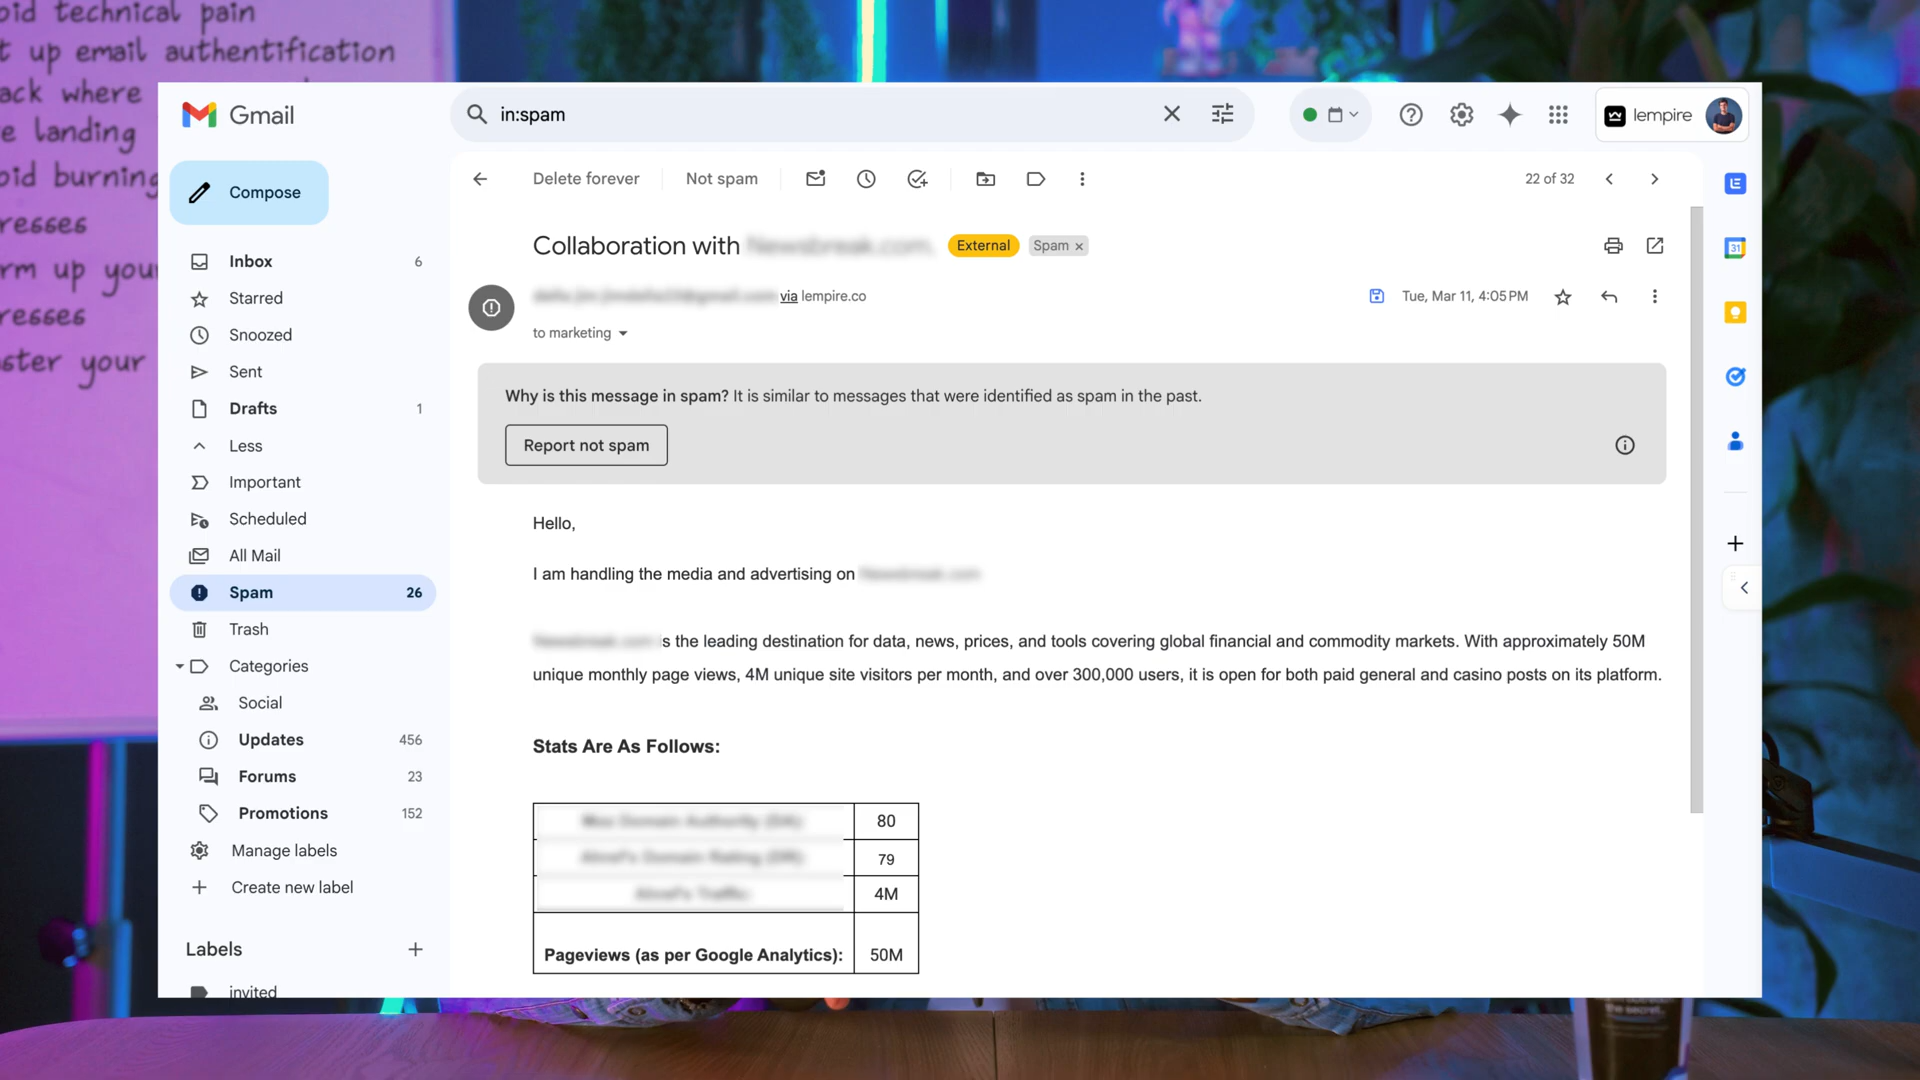 oid technical pain
t up email authentification
ack where
e landing
oid burning
resses
rm up your
resses
ster your
Gmail
in:spam
lempire
Compose
Delete forever
Not spam
22 of 32
Collaboration with
External
Spam
Inbox 6
Starred
via lempire.co
Tue, Mar 11, 4:05 PM
Snoozed
to marketing
Sent
Drafts 1
Why is this message in spam? It is similar to messages that were identified as spam in the past.
Less
Report not spam
Important
Scheduled
Hello,
All Mail
I am handling the media and advertising on
Spam 26
Trash
s the leading destination for data, news, prices, and tools covering global financial and commodity markets. With approximately 50M
unique monthly page views, 4M unique site visitors per month, and over 300,000 users, it is open for both paid general and casino posts on its platform.
Categories
Social
Updates 456
Stats Are As Follows:
Forums 23
Promotions 152
80
Manage labels
79
Create new label
4M
Labels
Pageviews (as per Google Analytics): 50M
invited
the secret.